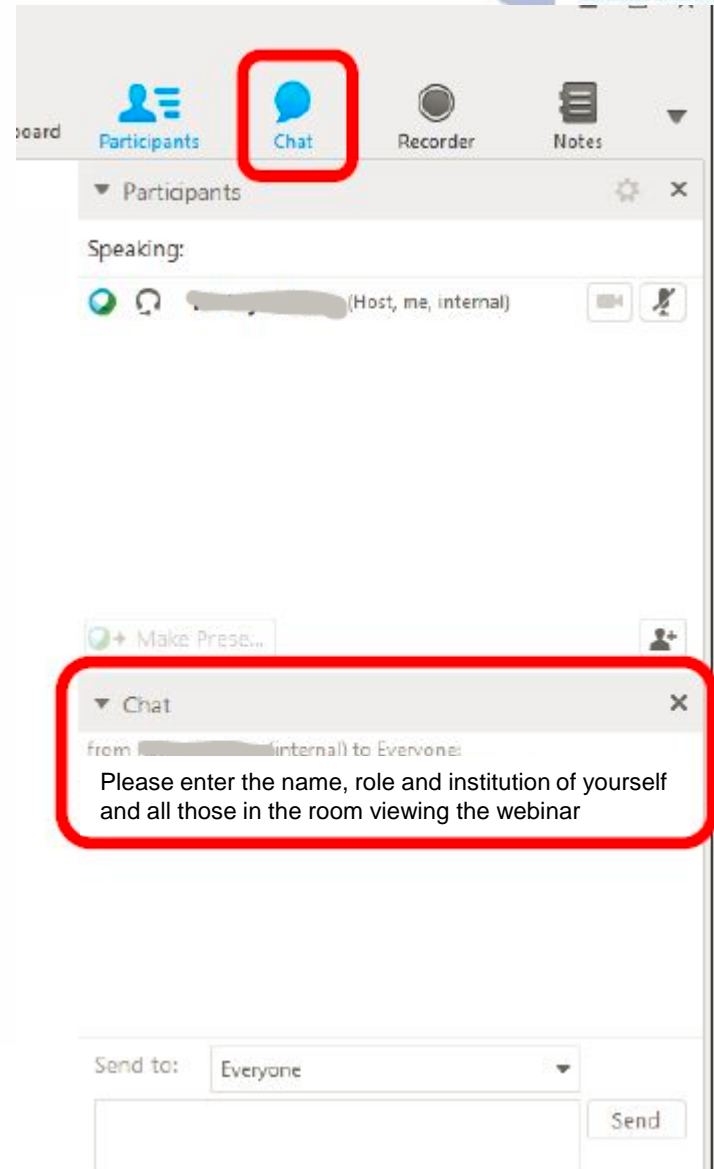 Participants
Chat
Recorder
Notes
Participants
Speaking:
(Host, me, internal)
Make Prese...
Chat
from (internal) to Everyone:
Please enter the name, role and institution of yourself
and all those in the room viewing the webinar
Send to:
Everyone
Send